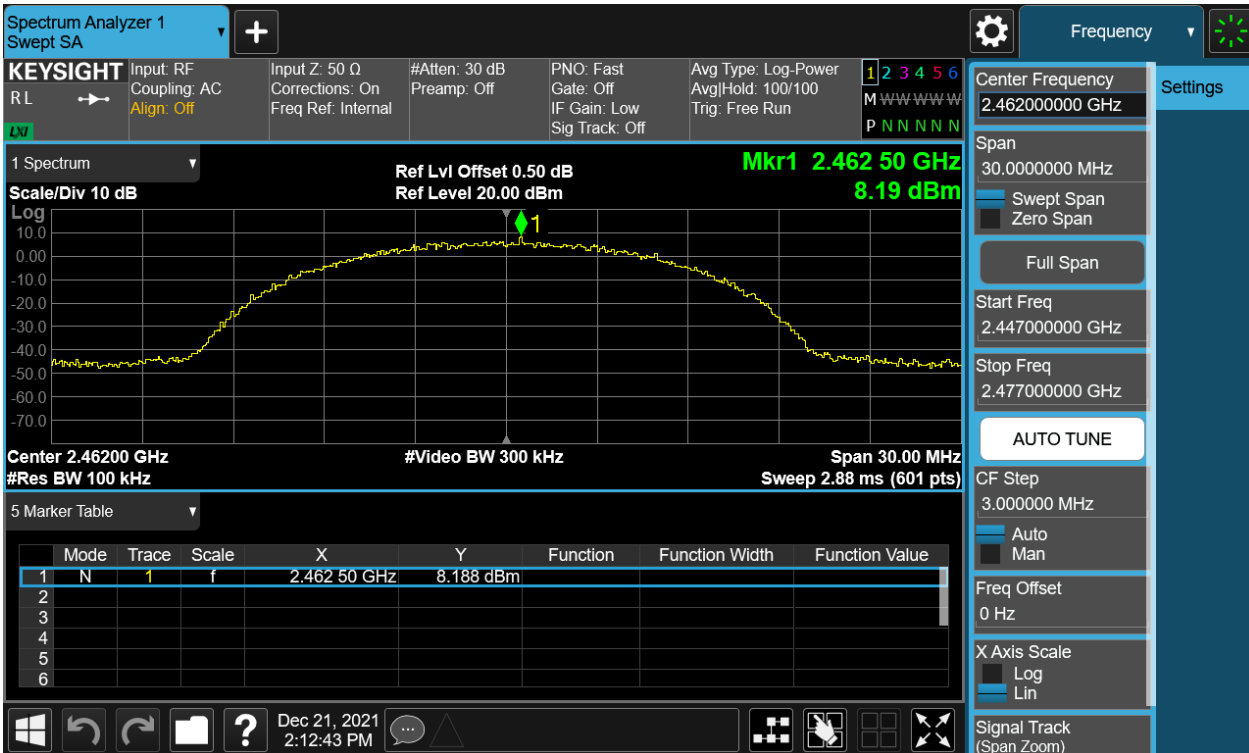 Spectrum Analyzer 1
Swept SA
+
Frequency
KEYSIGHT
R L
LXI
Input: RF
Coupling: AC
Align: Off
Input Z: 50 Ω
Corrections: On
Freq Ref: Internal
#Atten: 30 dB
Preamp: Off
PNO: Fast
Gate: Off
IF Gain: Low
Sig Track: Off
Avg Type: Log-Power
Avg|Hold: 100/100
Trig: Free Run
1 2 3 4 5 6
M W W W W W
P N N N N N
1 Spectrum
Scale/Div 10 dB
Ref Lvl Offset 0.50 dB
Ref Level 20.00 dBm
Mkr1 2.462 50 GHz
8.19 dBm
Log
10.0
0.00
-10.0
-20.0
-30.0
-40.0
-50.0
-60.0
-70.0
1
Center 2.46200 GHz
#Video BW 300 kHz
Span 30.00 MHz
#Res BW 100 kHz
Sweep 2.88 ms (601 pts)
5 Marker Table
Mode Trace Scale X Y Function Function Width Function Value
1 N 1 f 2.462 50 GHz 8.188 dBm
2
3
4
5
6
Dec 21, 2021
2:12:43 PM
?
Center Frequency
2.462000000 GHz
Settings
Span
30.0000000 MHz
Swept Span
Zero Span
Full Span
Start Freq
2.447000000 GHz
Stop Freq
2.477000000 GHz
AUTO TUNE
CF Step
3.000000 MHz
Auto
Man
Freq Offset
0 Hz
X Axis Scale
Log
Lin
Signal Track
(Span Zoom)